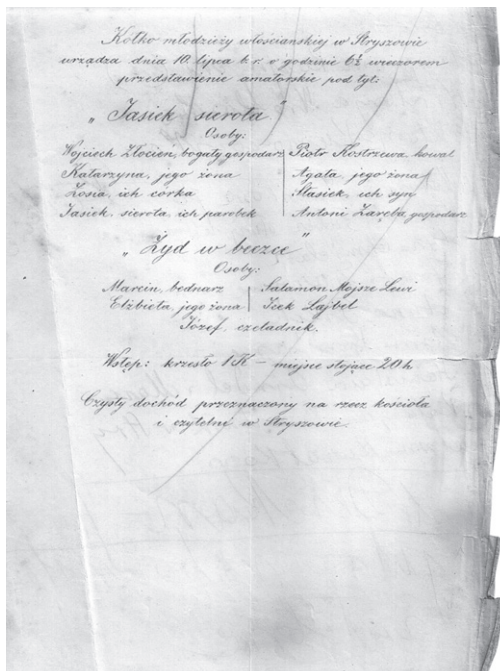 Kółko młodzieży włościańskiej w Stryszowie
urządza dnia 10. lipca b r. o godzinie 6½ wieczorem
przedstawienie amatorskie pod tyt:
„Jasiek sierota”
Osoby:
Wojciech Złocień, bogaty gospodarz | Piotr Kostrzewa kowal
Katarzyna, jego żona | Agata, jego żona
Zosia, ich córka | Stasiek, ich syn
Jasiek, sierota, ich parobek | Antoni Zaręba, gospodarz
„Żyd w beczce”
Osoby:
Marcin, bednarz | Salamon Mojsze Lewi
Elżbieta, jego żona | Icek Lajbel
Józef, czeladnik.
Wstęp: krzesło 1 K – miejsce stojące 20 h
Czysty dochód przeznaczony na rzecz kościoła
i czytelni w Stryszowie.